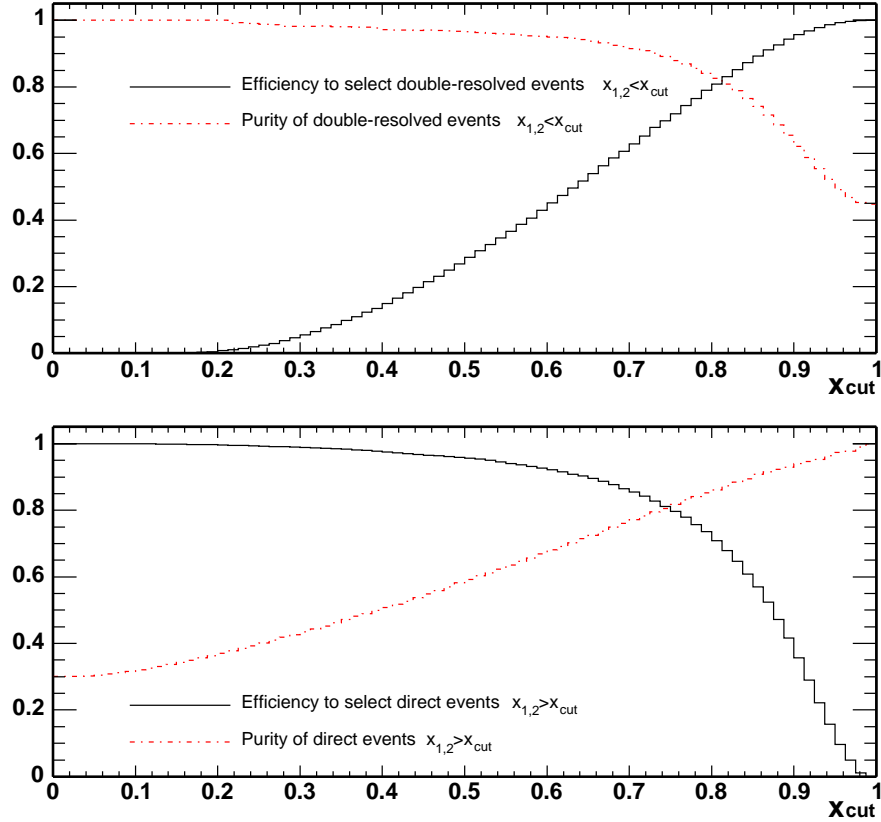 1
0.8
0.6
0.4
0.2
0
Efficiency to select double-resolved events x1,2<xcut
Purity of double-resolved events x1,2<xcut
0 0.1 0.2 0.3 0.4 0.5 0.6 0.7 0.8 0.9 1
xcut
1
0.8
0.6
0.4
0.2
0
Efficiency to select direct events x1,2>xcut
Purity of direct events x1,2>xcut
0 0.1 0.2 0.3 0.4 0.5 0.6 0.7 0.8 0.9 1
xcut